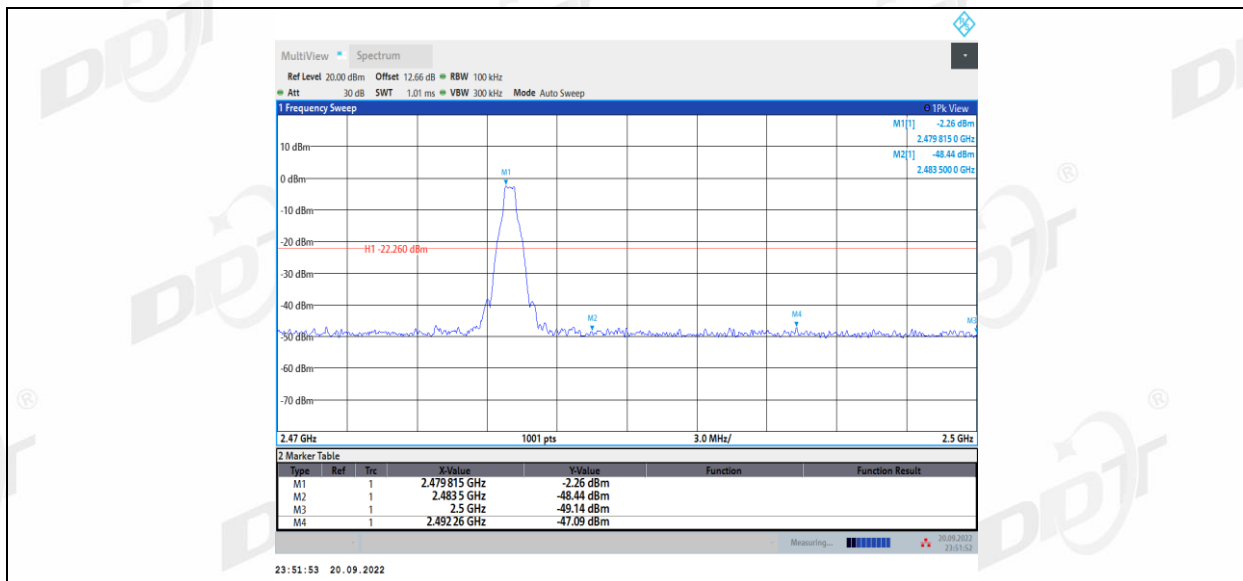 MultiView Spectrum
Ref Level 20.00 dBm Offset 12.66 dB RBW 100 kHz
Att 30 dB SWT 1.01 ms VBW 300 kHz Mode Auto Sweep
1 Frequency Sweep 1Pk View
M1[1] -2.26 dBm
2.479 815 0 GHz
10 dBm
M2[1] -48.44 dBm
2.483 500 0 GHz
M1
0 dBm
-10 dBm
-20 dBm
H1 -22.260 dBm
-30 dBm
-40 dBm
M2 M4 M3
-50 dBm
-60 dBm
-70 dBm
2.47 GHz 1001 pts 3.0 MHz/ 2.5 GHz
2 Marker Table
Type Ref Trc X-Value Y-Value Function Function Result
M1 1 2.479 815 GHz -2.26 dBm
M2 1 2.483 5 GHz -48.44 dBm
M3 1 2.5 GHz -49.14 dBm
M4 1 2.492 26 GHz -47.09 dBm
Measuring... 20.09.2022
23:51:52
23:51:53 20.09.2022